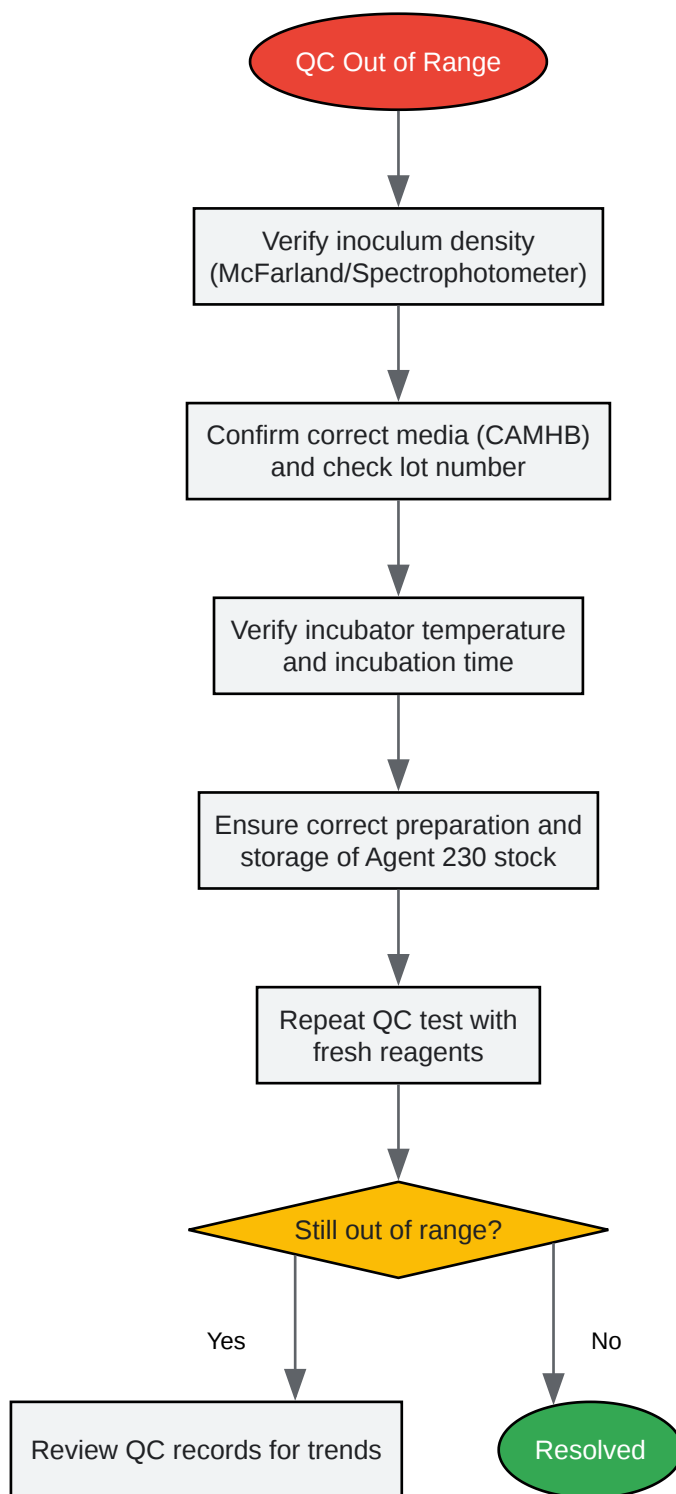 QC Out of Range
Verify inoculum density
(McFarland/Spectrophotometer)
Confirm correct media (CAMHB)
and check lot number
Verify incubator temperature
and incubation time
Ensure correct preparation and
storage of Agent 230 stock
Repeat QC test with
fresh reagents
Still out of range?
Yes
No
Review QC records for trends
Resolved